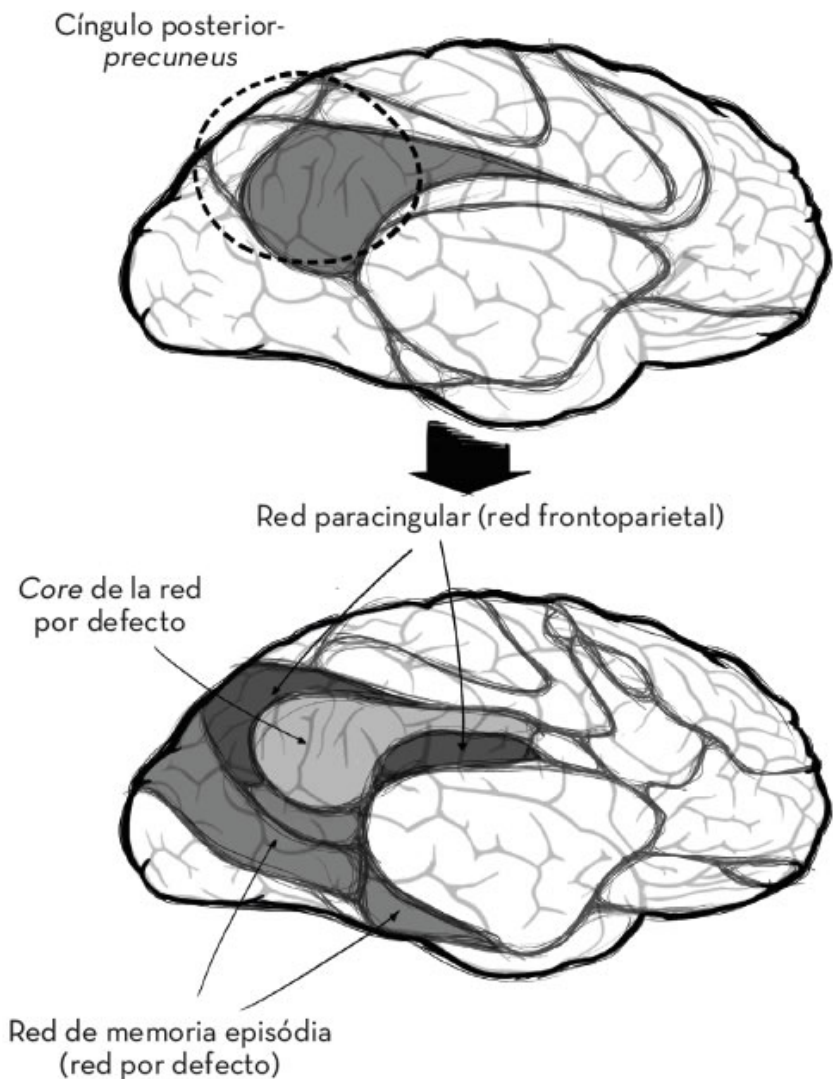 Cíngulo posterior-
precuneus
Red paracingular (red frontoparietal)
Core de la red
por defecto
Red de memoria episódia
(red por defecto)